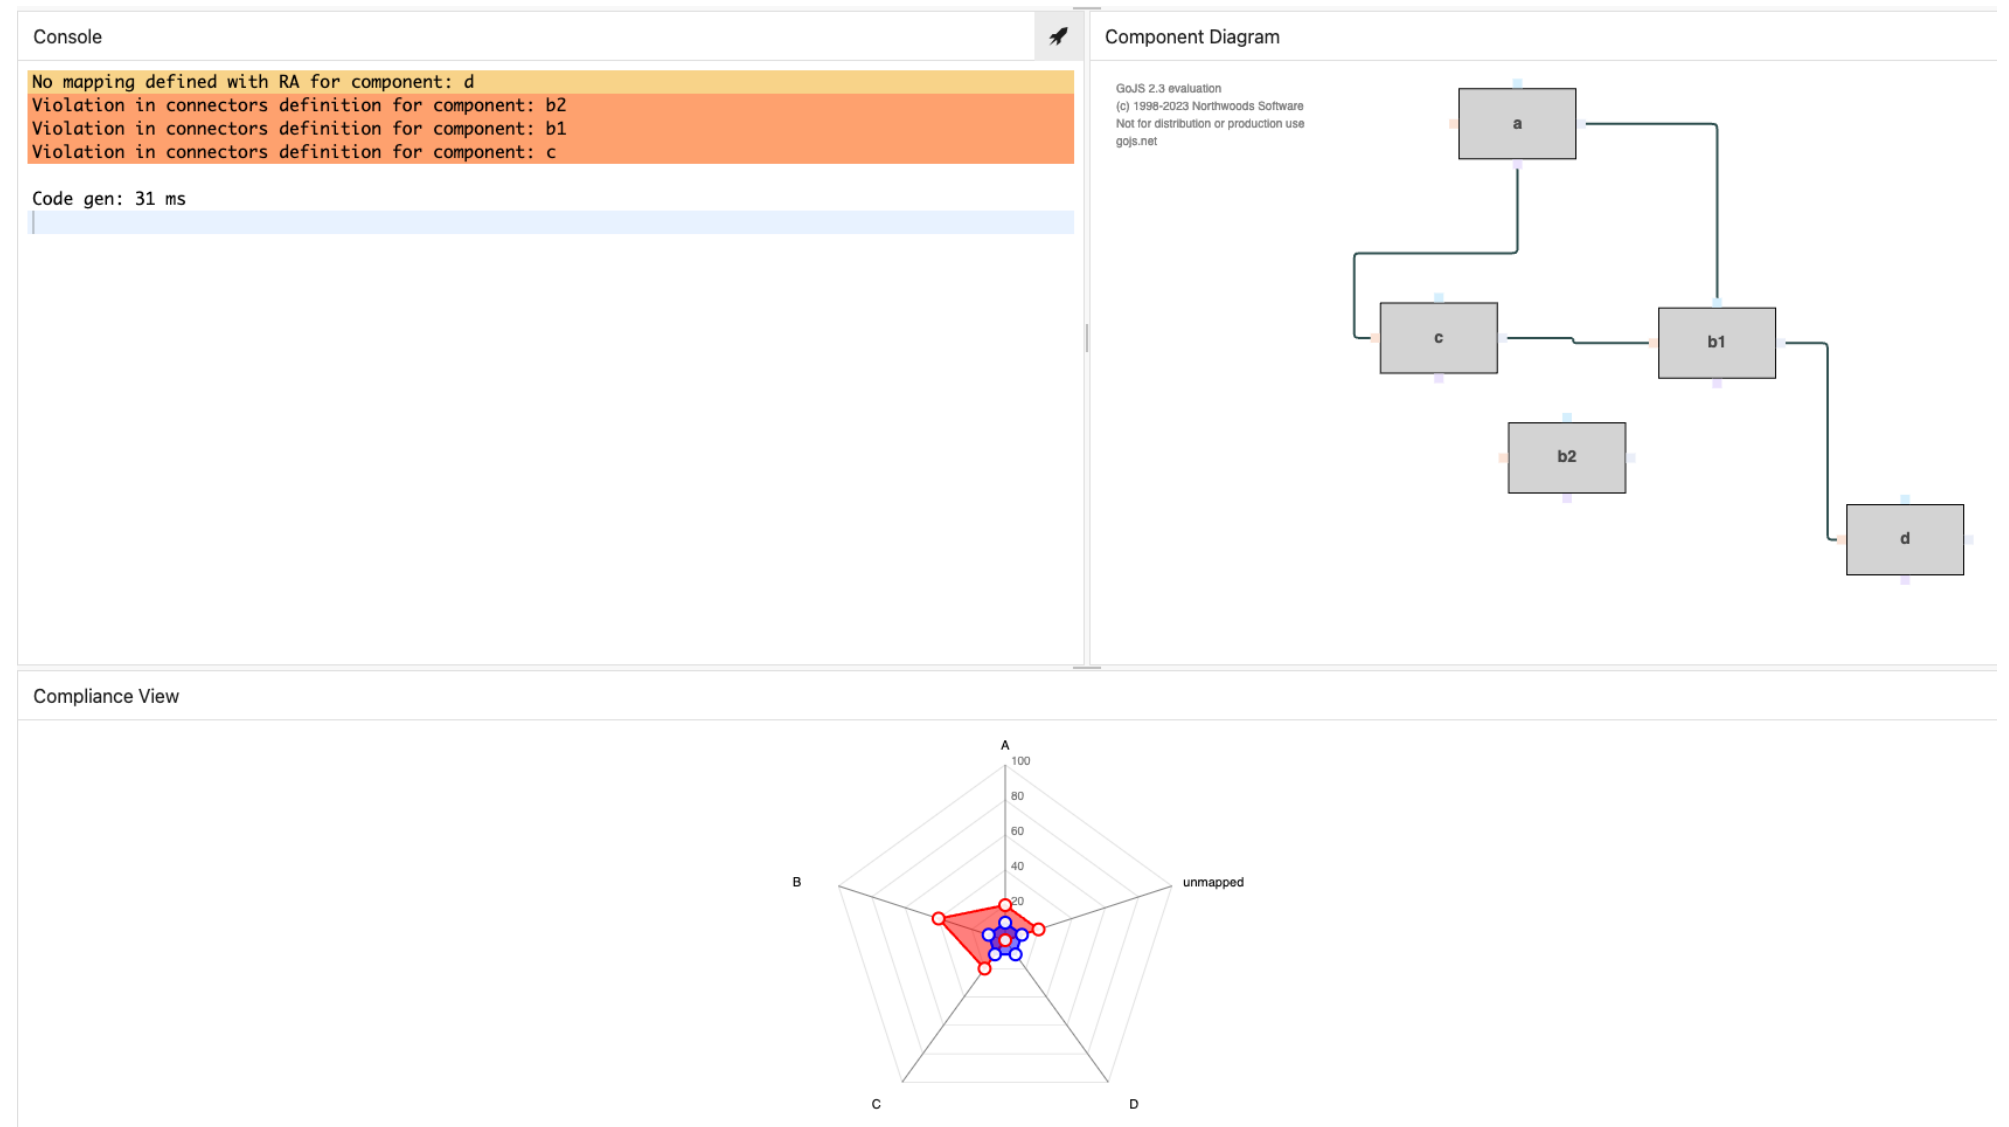 Console
No mapping defined with RA for component: d
Violation in connectors definition for component: b2
Violation in connectors definition for component: b1
Violation in connectors definition for component: c
Code gen: 31 ms
Component Diagram
GoJS 2.3 evaluation
(c) 1998-2023 Northwoods Software
Not for distribution or production use
gojs.net
a
c
b1
b2
d
Compliance View
A
100
80
60
40
20
B
unmapped
C
D